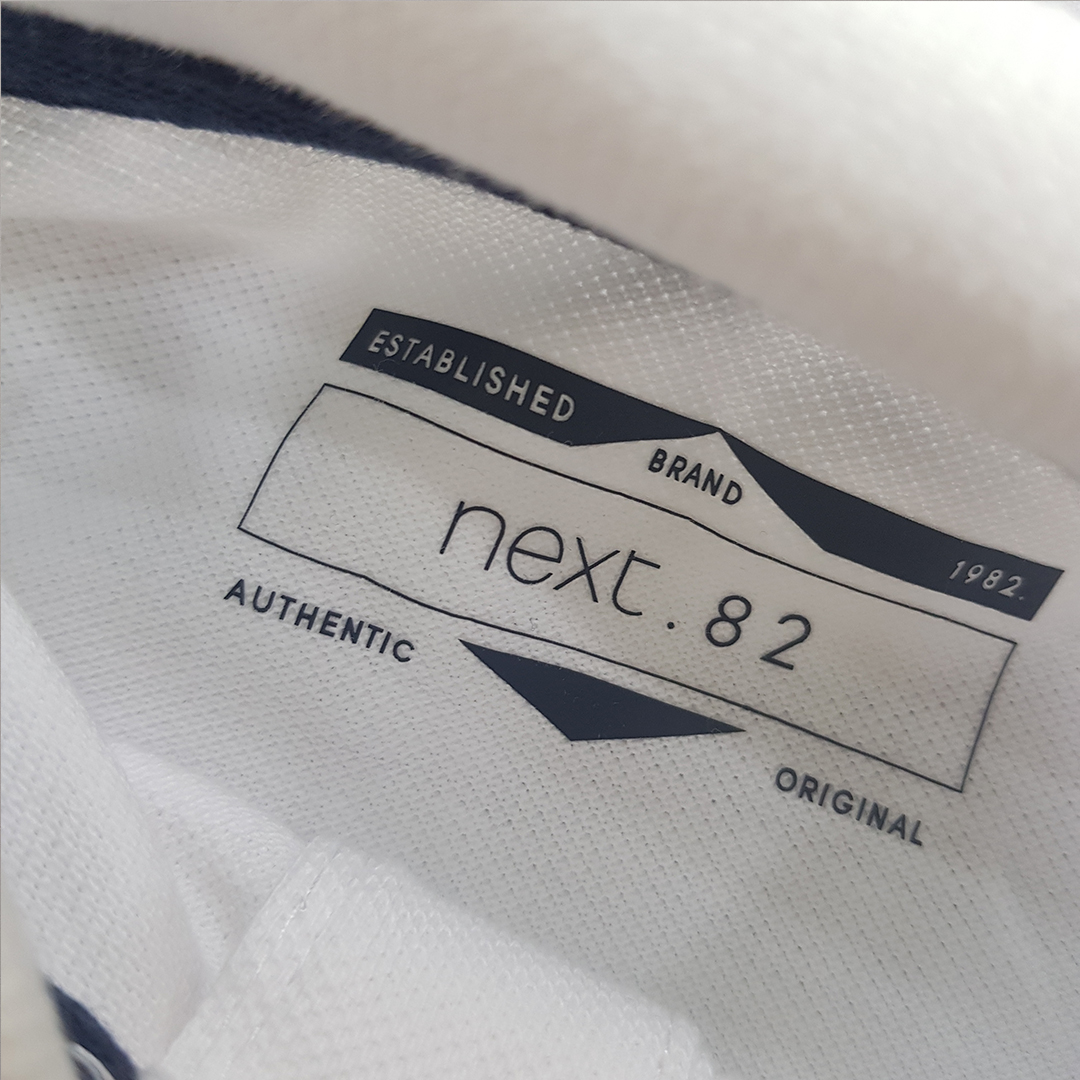 ESTABLISHED
BRAND
1982.
next.82
AUTHENTIC
ORIGINAL